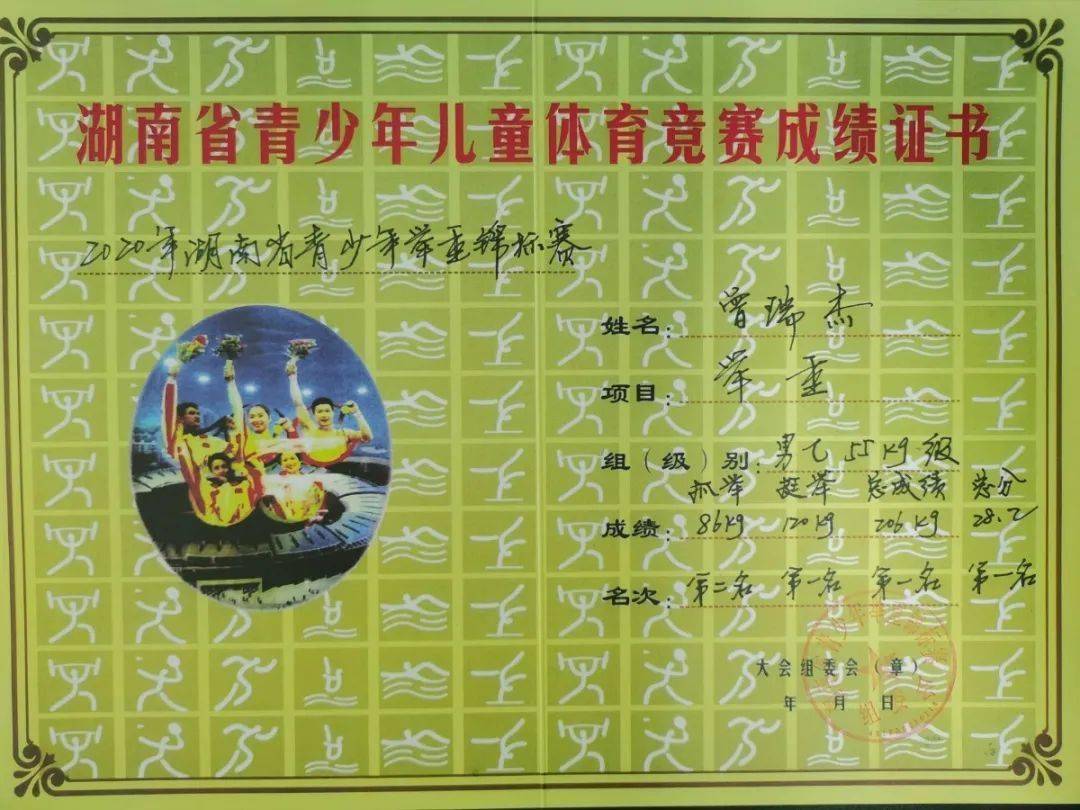 湖南省青少年儿童体育竞赛成绩证书
2020年湖南省青少年举重锦标赛
姓名：曾瑞杰
项目：举重
组（级）别：男乙55kg级
抓举 挺举 总成绩 总分
成绩：86kg 120kg 206kg 28.2
名次：第二名 第一名 第一名 第一名
大会组委会（章）
年 月 日
组委会